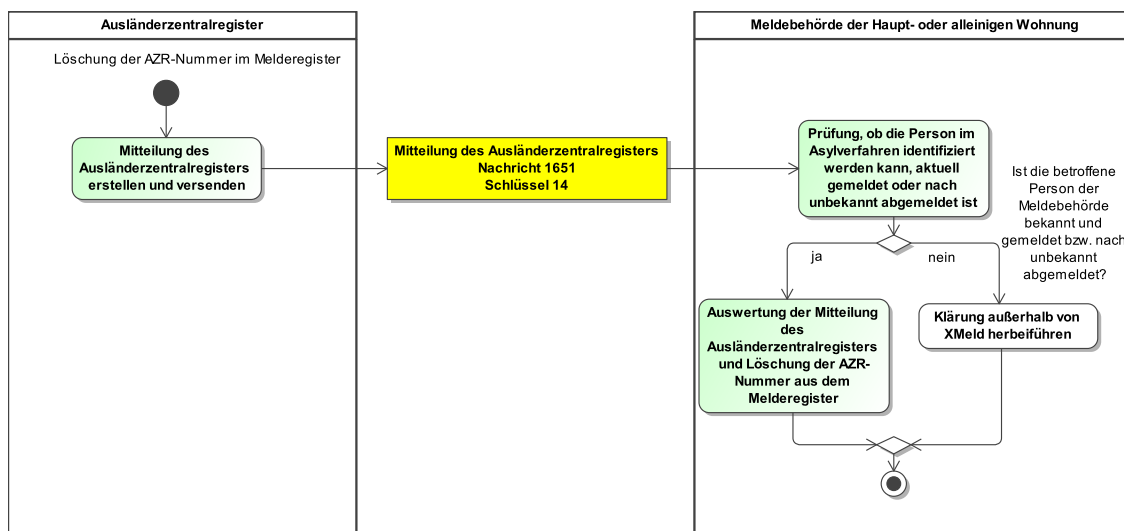 Ausländerzentralregister
Meldebehörde der Haupt- oder alleinigen Wohnung
Löschung der AZR-Nummer im Melderegister
Mitteilung des
Ausländerzentralregisters
erstellen und versenden
Mitteilung des Ausländerzentralregisters
Nachricht 1651
Schlüssel 14
Prüfung, ob die Person im
Asylverfahren identifiziert
werden kann, aktuell
gemeldet oder nach
unbekannt abgemeldet ist
Ist die betroffene
Person der
Meldebehörde
bekannt und
gemeldet bzw. nach
unbekannt
abgemeldet?
ja
nein
Auswertung der Mitteilung
des
Ausländerzentralregisters
und Löschung der AZR-
Nummer aus dem
Melderegister
Klärung außerhalb von
XMeld herbeiführen